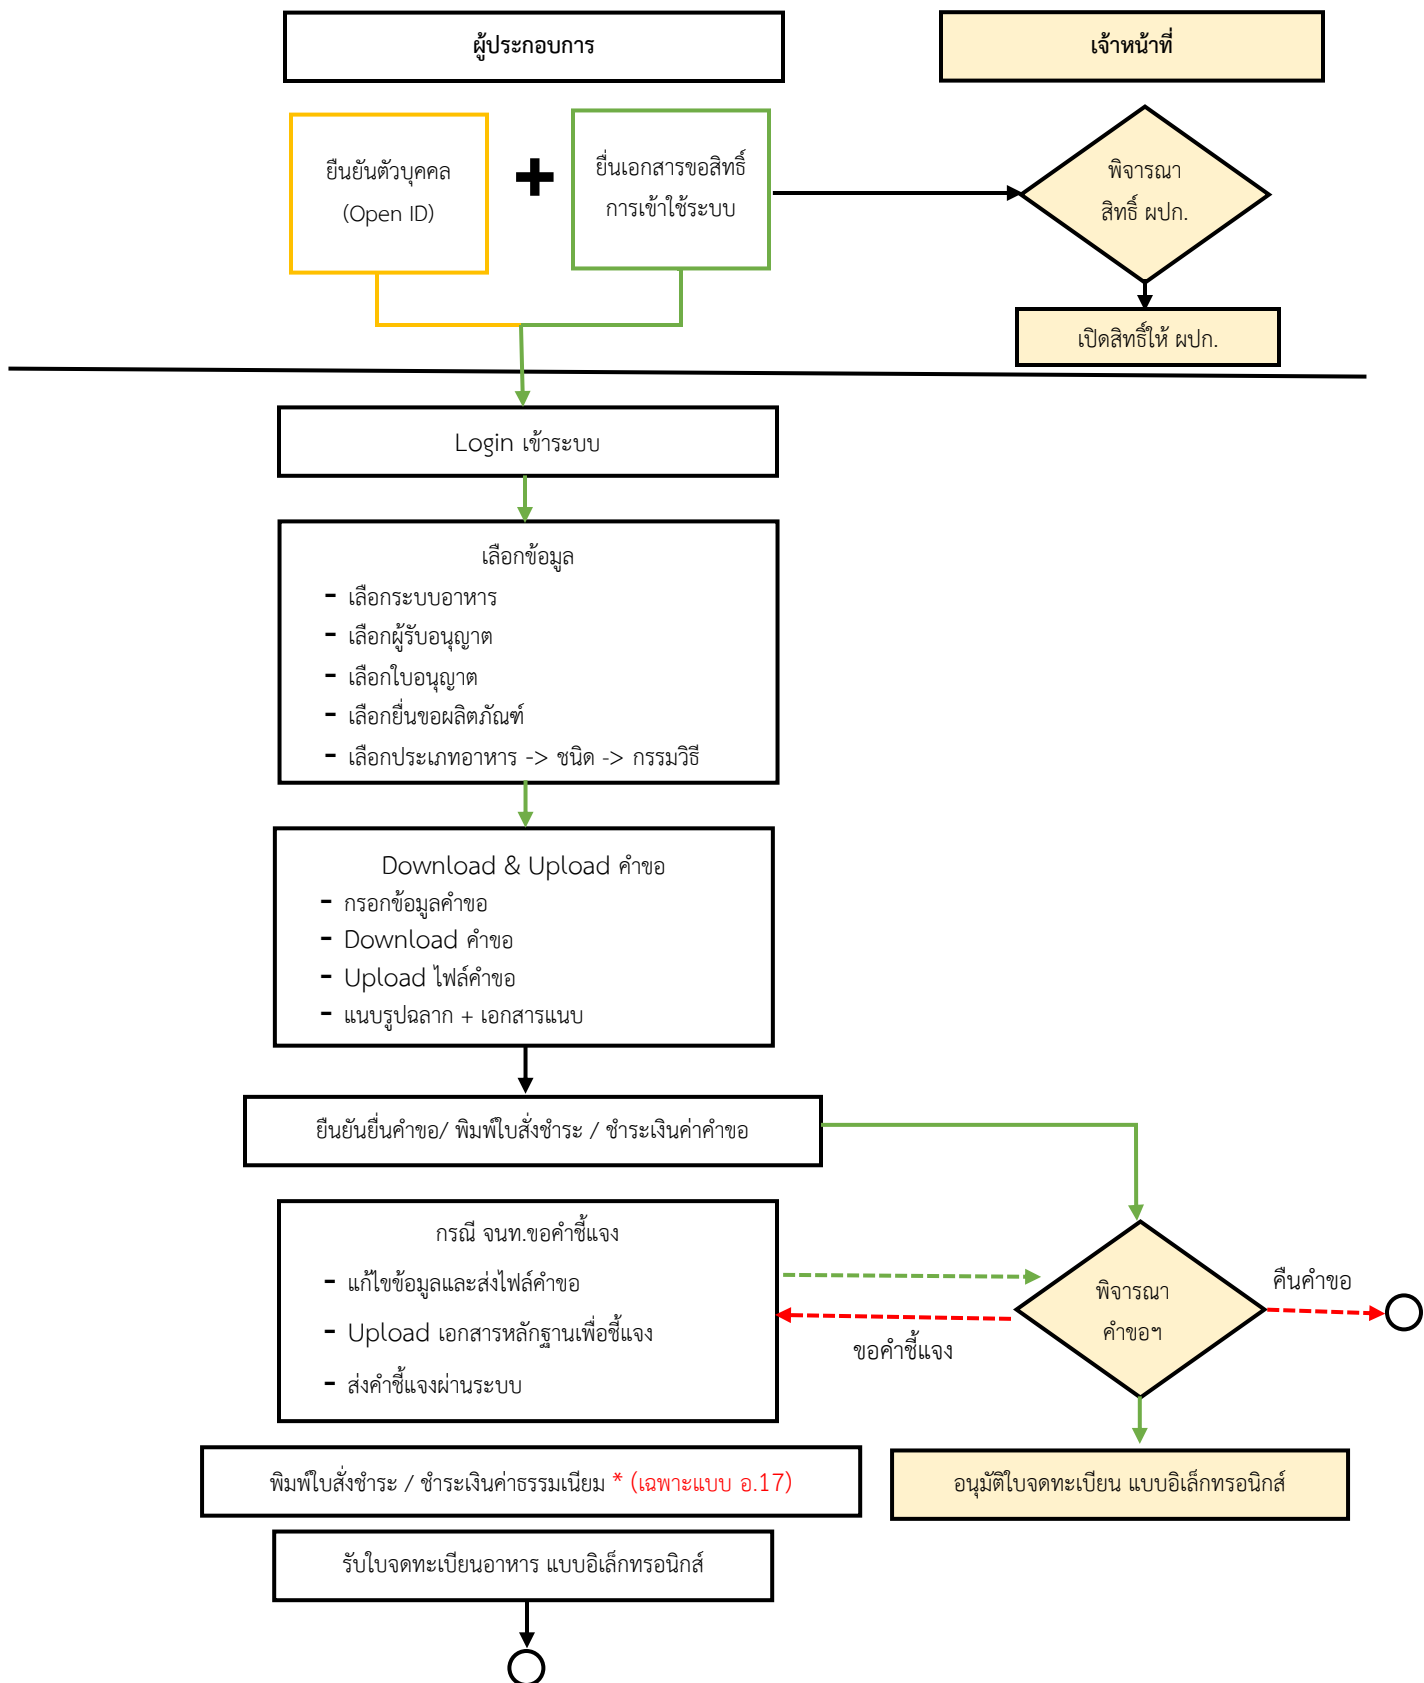 ผู้ประกอบการ
เจ้าหน้าที่
ยืนยันตัวบุคคล
(Open ID)
+
ยื่นเอกสารขอสิทธิ์
การเข้าใช้ระบบ
พิจารณา
สิทธิ์ ผปก.
เปิดสิทธิ์ให้ ผปก.
Login เข้าระบบ
เลือกข้อมูล
- เลือกระบบอาหาร
- เลือกผู้รับอนุญาต
- เลือกใบอนุญาต
- เลือกยื่นขอผลิตภัณฑ์
- เลือกประเภทอาหาร -> ชนิด -> กรรมวิธี
Download & Upload คำขอ
- กรอกข้อมูลคำขอ
- Download คำขอ
- Upload ไฟล์คำขอ
- แนบรูปฉลาก + เอกสารแนบ
ยืนยันยื่นคำขอ/ พิมพ์ใบสั่งชำระ / ชำระเงินค่าคำขอ
กรณี จนท.ขอคำชี้แจง
- แก้ไขข้อมูลและส่งไฟล์คำขอ
- Upload เอกสารหลักฐานเพื่อชี้แจง
- ส่งคำชี้แจงผ่านระบบ
ขอคำชี้แจง
พิจารณา
คำขอฯ
คืนคำขอ
พิมพ์ใบสั่งชำระ / ชำระเงินค่าธรรมเนียม * (เฉพาะแบบ อ.17)
อนุมัติใบจดทะเบียน แบบอิเล็กทรอนิกส์
รับใบจดทะเบียนอาหาร แบบอิเล็กทรอนิกส์